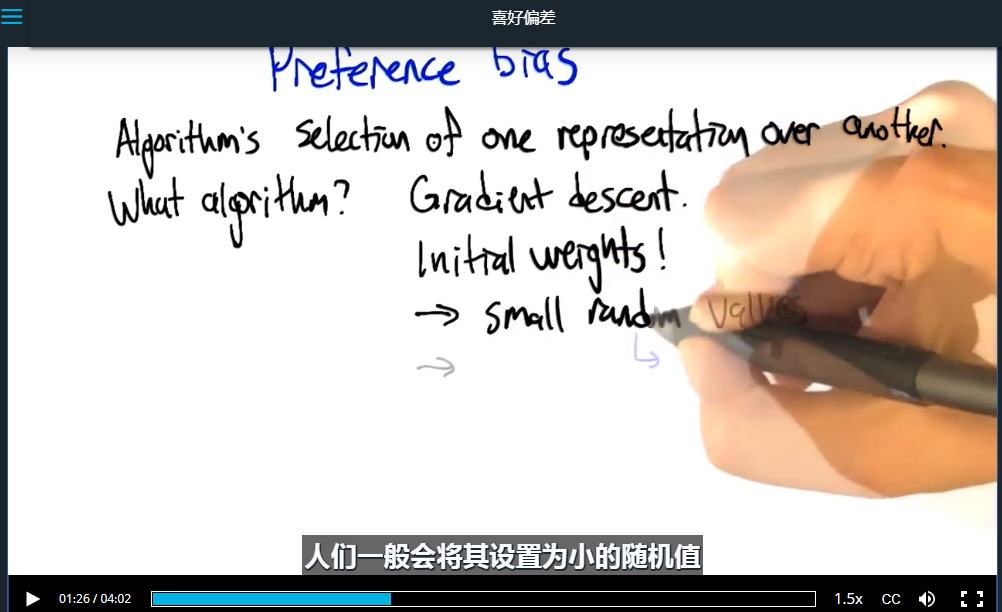 喜好偏差
Preference bias
Algorithm's selection of one representation over another.
What algorithm? Gradient descent.
Initial weights!
→ small random values
人们一般会将其设置为小的随机值
01:26 / 04:02 1.5x CC